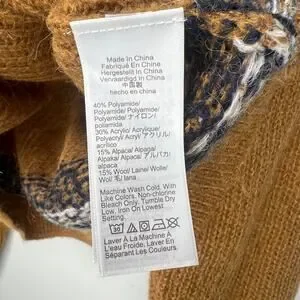 Made In China
Fabriqué En Chine
Hergestellt In China
Vervaardigd In China
中国製
hecho en china
40% Polyamide/
Polyamide/Polyamid/
Polyamide/ナイロン/
poliamida
30% Acrylic/ Acrylique/
Polyacryl/ Acryl/ アクリル/
acrílico
15% Alpaca/ Alpaga/
Alpaka/ Alpaca/ アルパカ/
alpaca
15% Wool/ Laine/ Wolle/
Wol/ 毛/ lana
Machine Wash Cold, With
Like Colors. Non-chlorine
Bleach Only, Tumble Dry
Low, Iron On Lowest
Setting
30
Laver À La Machine À
L'eau Froide, Laver
Séparant Les Couleurs.